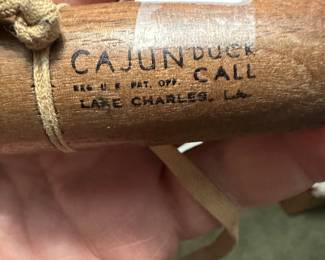 CAJUN DUCK
CALL
REG U S PAT. OFF.
LAKE CHARLES, LA.